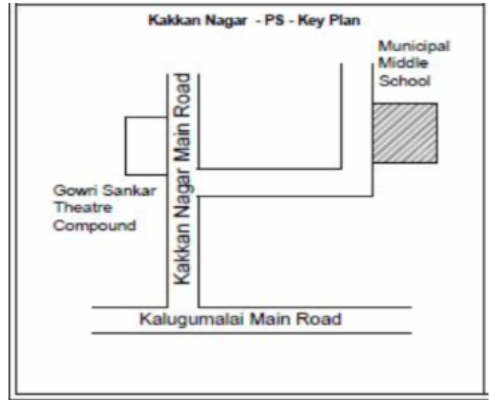 Kakkan Nagar - PS - Key Plan
Municipal
Middle
School
Kakkan Nagar Main Road
Gowri Sankar
Theatre
Compound
Kalugumalai Main Road